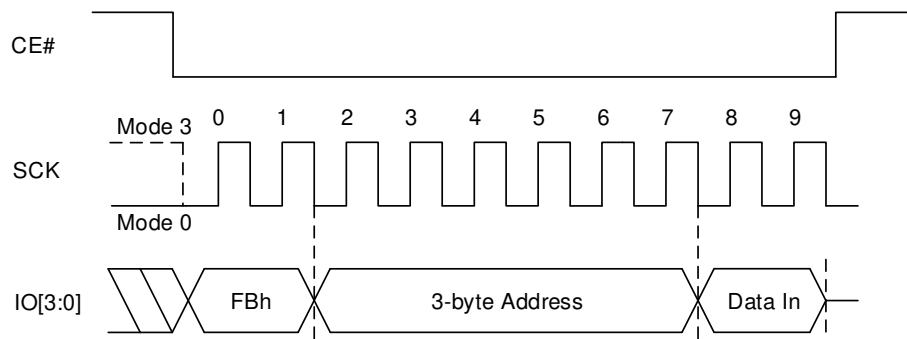 CE#
0 1 2 3 4 5 6 7 8 9
Mode 3
SCK
Mode 0
IO[3:0] FBh 3-byte Address Data In